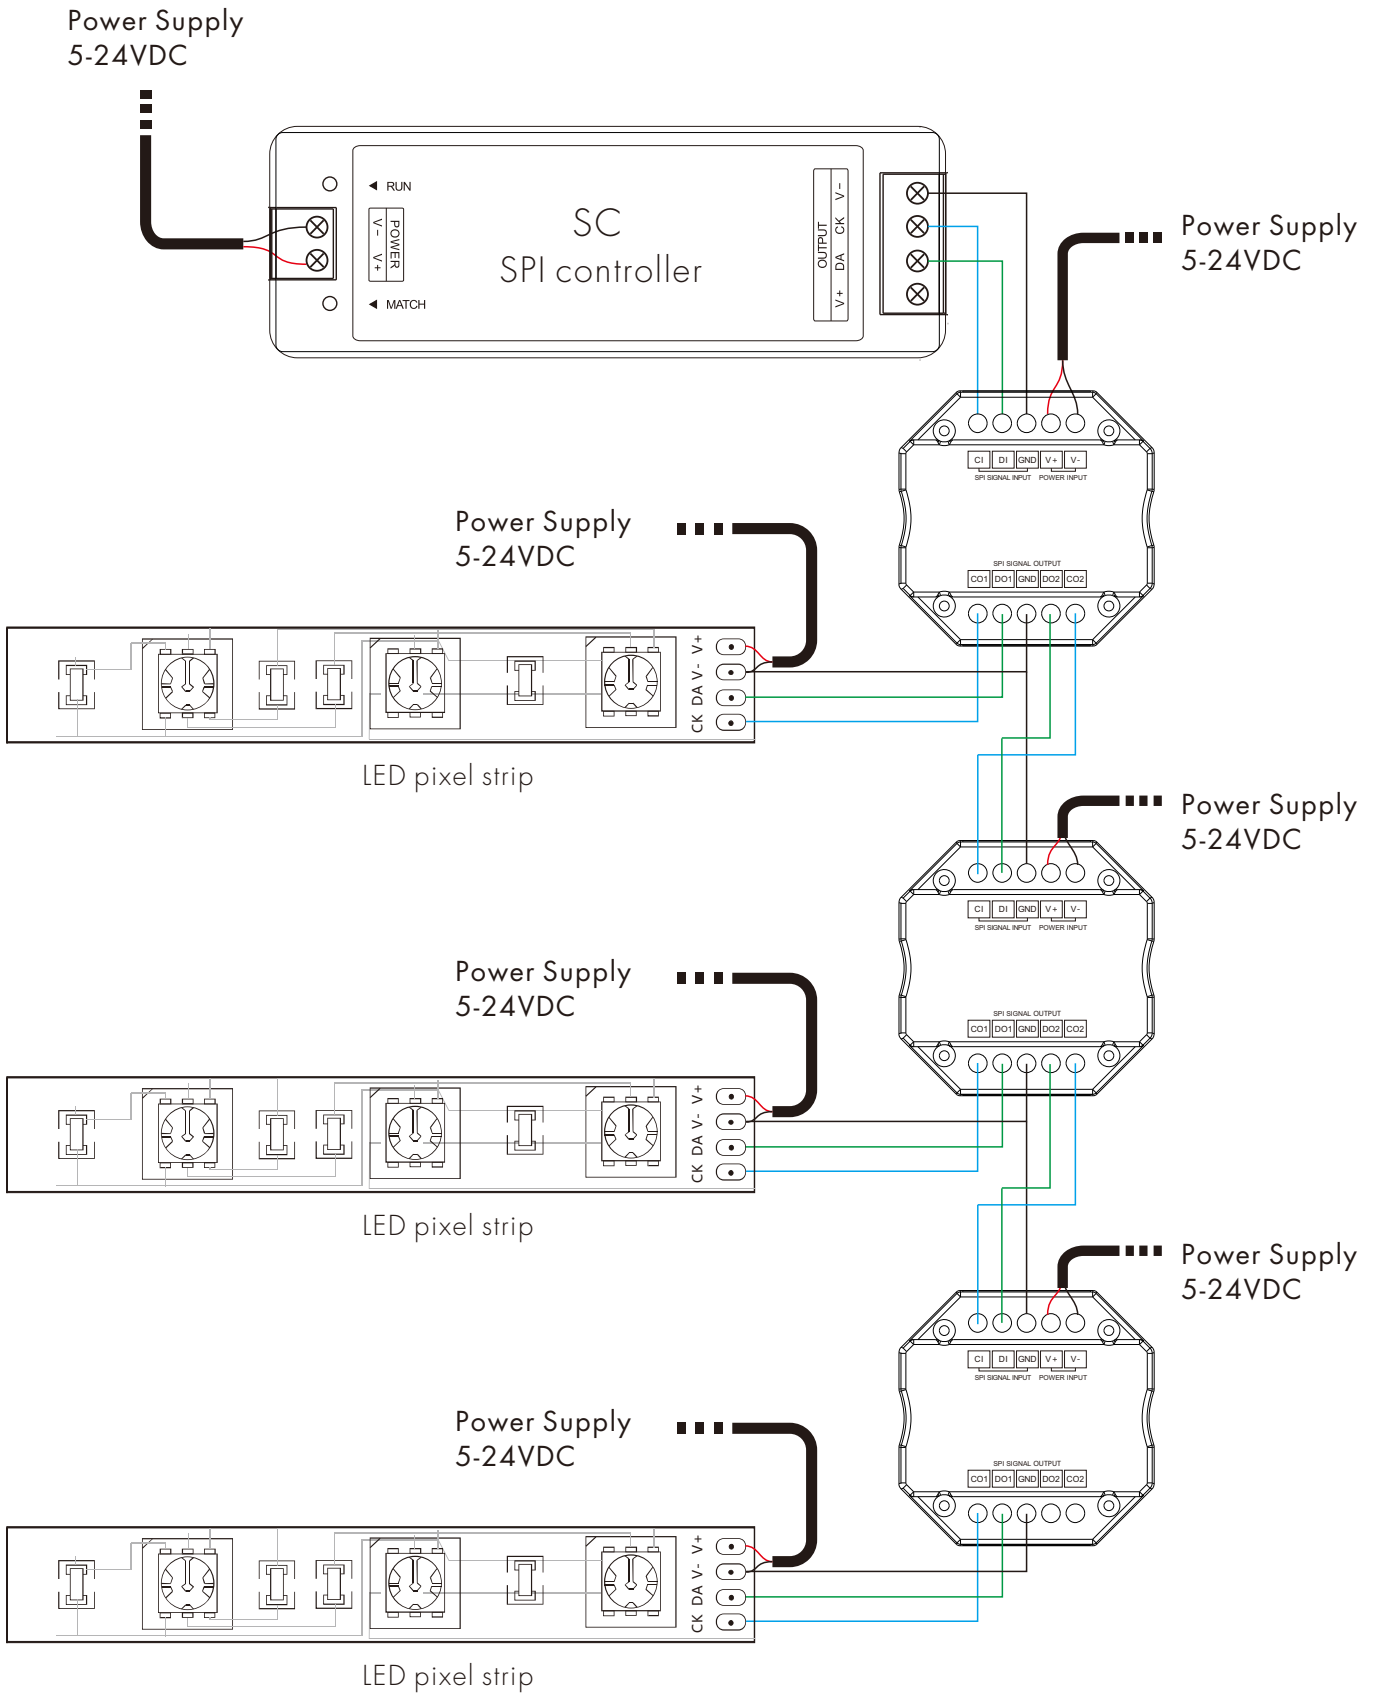 Power Supply
5-24VDC
RUN
POWER
V- V+
MATCH
SC
SPI controller
OUTPUT
V+ DA CK V-
Power Supply
5-24VDC
CI DI GND V+ V-
SPI SIGNAL INPUT POWER INPUT
Power Supply
5-24VDC
SPI SIGNAL OUTPUT
CO1 DO1 GND DO2 CO2
CK DA V- V+
LED pixel strip
Power Supply
5-24VDC
CI DI GND V+ V-
SPI SIGNAL INPUT POWER INPUT
Power Supply
5-24VDC
SPI SIGNAL OUTPUT
CO1 DO1 GND DO2 CO2
CK DA V- V+
LED pixel strip
Power Supply
5-24VDC
CI DI GND V+ V-
SPI SIGNAL INPUT POWER INPUT
Power Supply
5-24VDC
SPI SIGNAL OUTPUT
CO1 DO1 GND DO2 CO2
CK DA V- V+
LED pixel strip